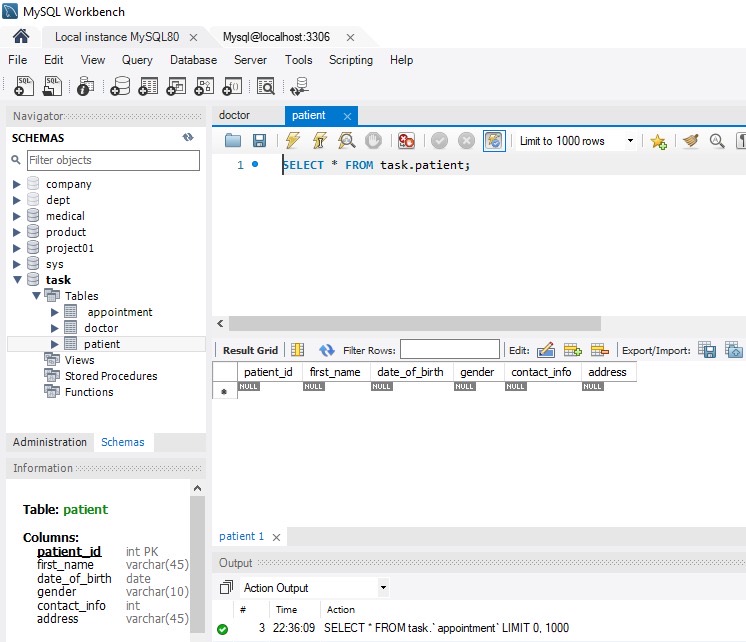 MySQL Workbench
Local instance MySQL80 × Mysql@localhost:3306 ×
File Edit View Query Database Server Tools Scripting Help
Navigator
SCHEMAS
Filter objects
company
dept
medical
product
project01
sys
task
Tables
appointment
doctor
patient
Views
Stored Procedures
Functions
Administration Schemas
Information
Table: patient
Columns:
patient_id int PK
first_name varchar(45)
date_of_birth date
gender varchar(10)
contact_info int
address varchar(45)
doctor patient ×
Limit to 1000 rows
1 SELECT * FROM task.patient;
Result Grid Filter Rows: Edit: Export/Import:
patient_id first_name date_of_birth gender contact_info address
* NULL NULL NULL NULL NULL NULL
patient 1 ×
Output
Action Output
# Time Action
3 22:36:09 SELECT * FROM task.`appointment` LIMIT 0, 1000